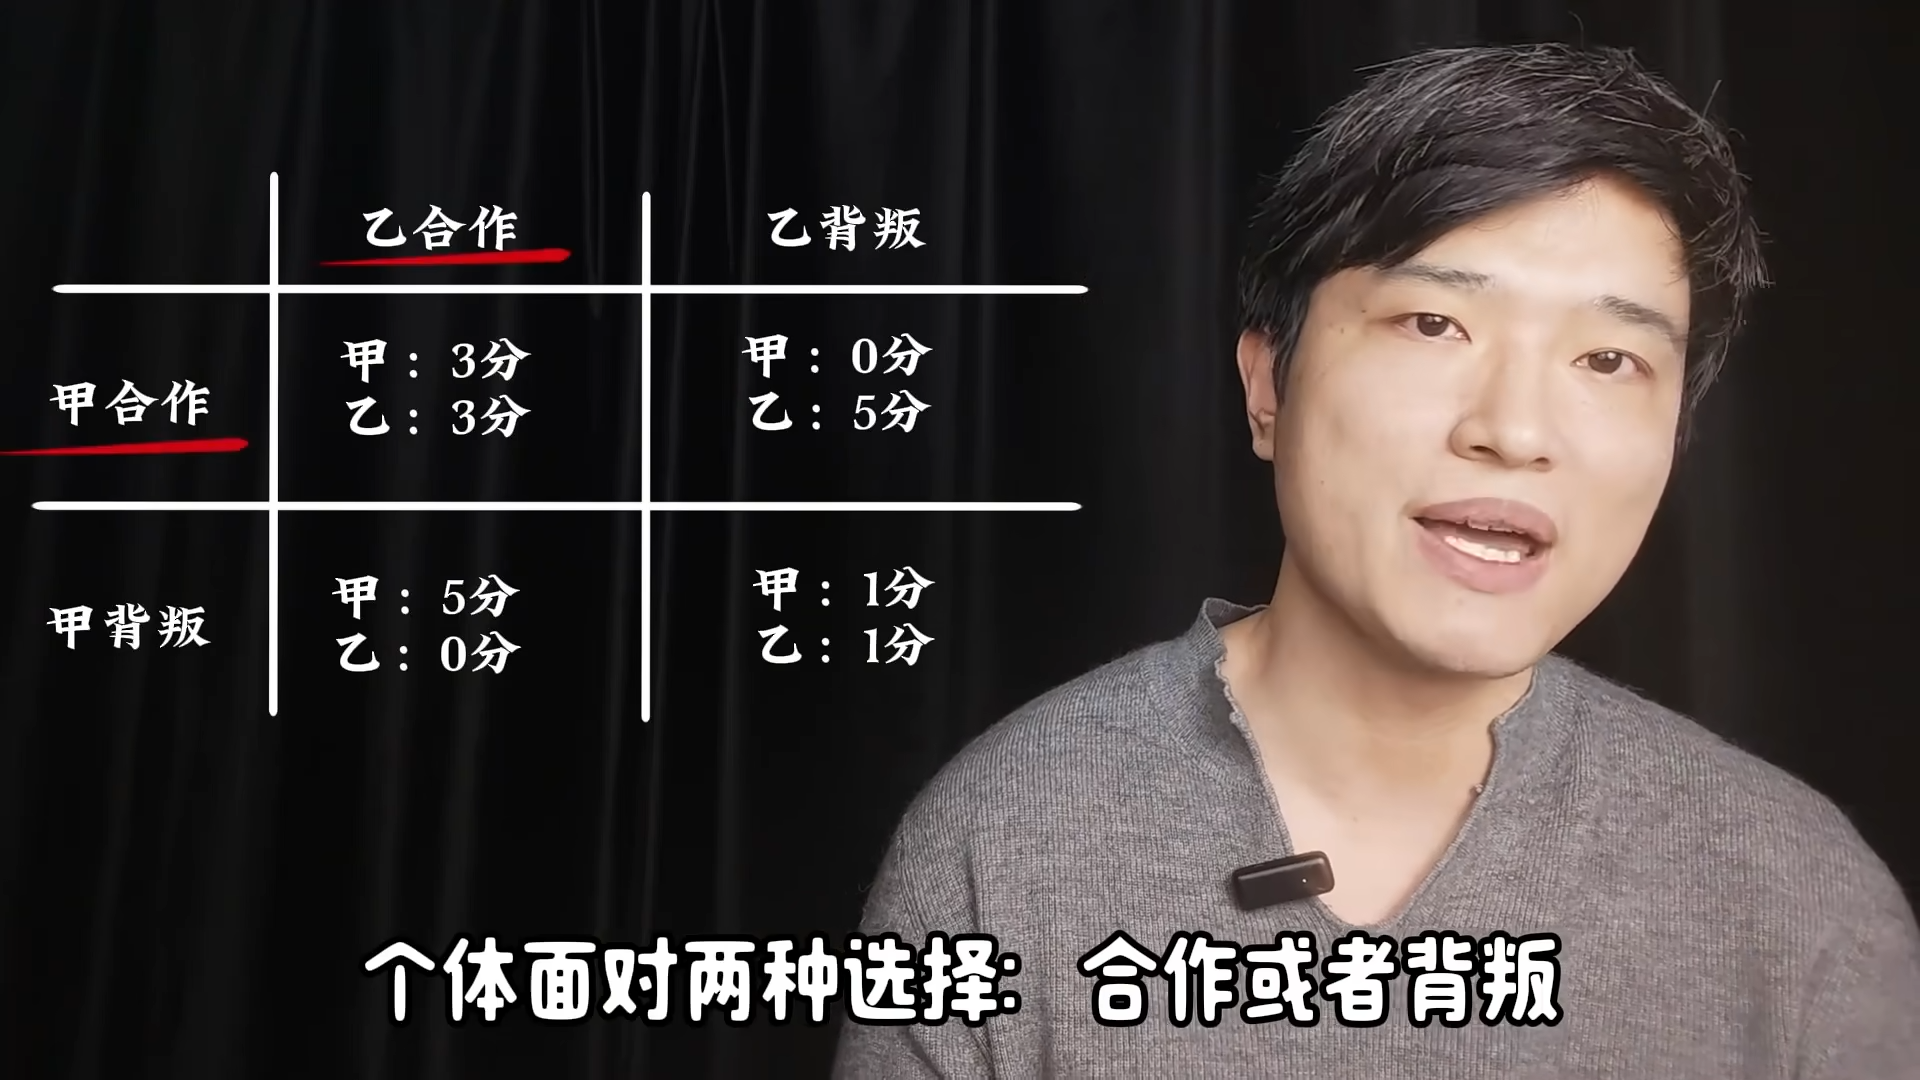 乙合作
乙背叛
甲合作
甲：3分
乙：3分
甲：0分
乙：5分
甲背叛
甲：5分
乙：0分
甲：1分
乙：1分
个体面对两种选择：合作或者背叛